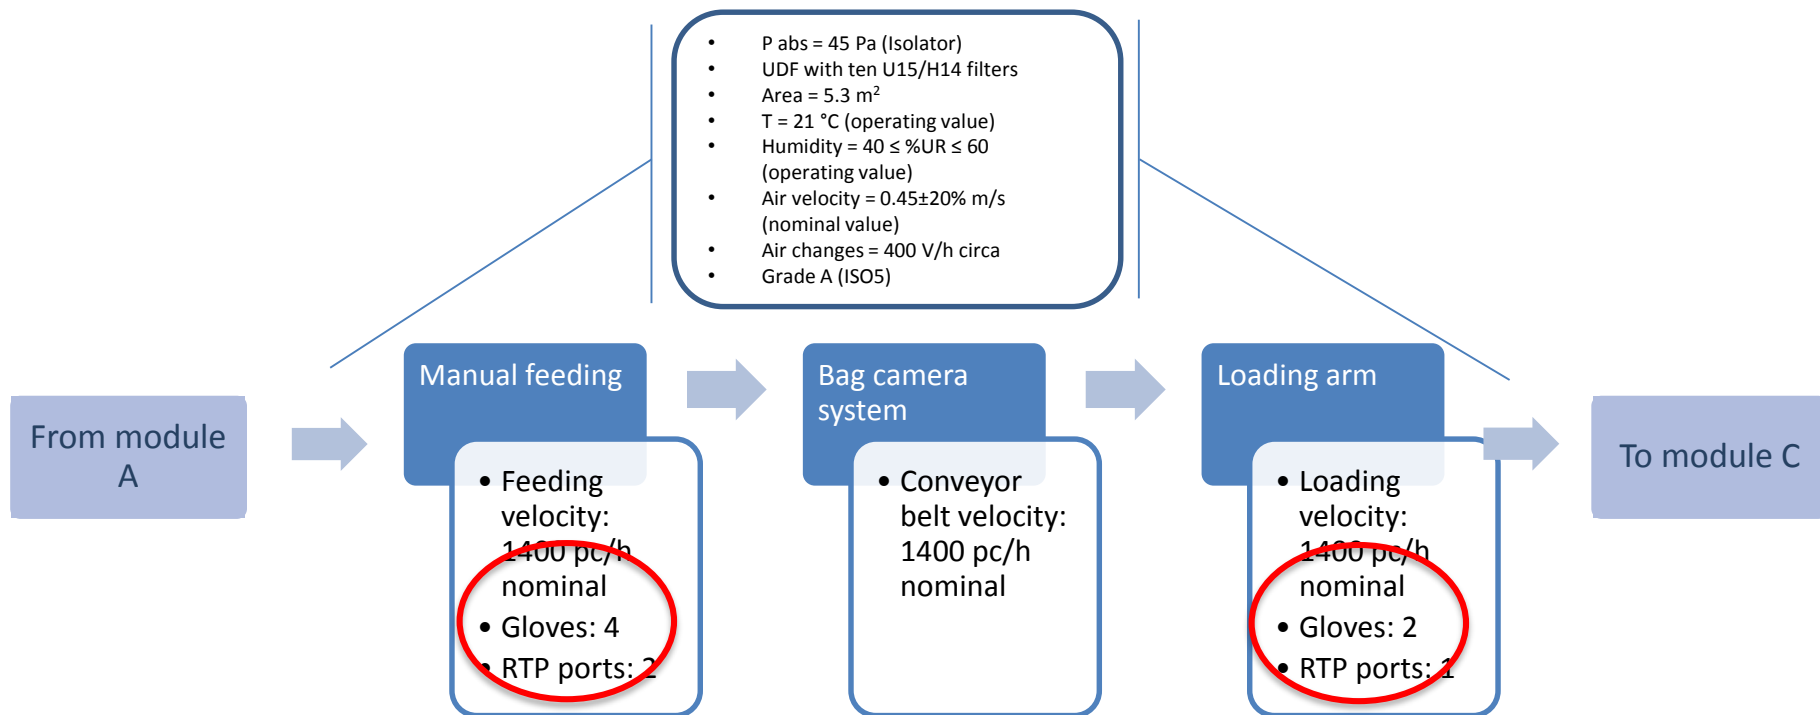 • P abs = 45 Pa (Isolator)
• UDF with ten U15/H14 filters
• Area = 5.3 m²
• T = 21 °C (operating value)
• Humidity = 40 ≤ %UR ≤ 60
(operating value)
• Air velocity = 0.45±20% m/s
(nominal value)
• Air changes = 400 V/h circa
• Grade A (ISO5)
From module
A
Manual feeding
• Feeding
velocity:
1400 pc/h
nominal
• Gloves: 4
• RTP ports: 2
Bag camera
system
• Conveyor
belt velocity:
1400 pc/h
nominal
Loading arm
• Loading
velocity:
1400 pc/h
nominal
• Gloves: 2
• RTP ports: 1
To module C